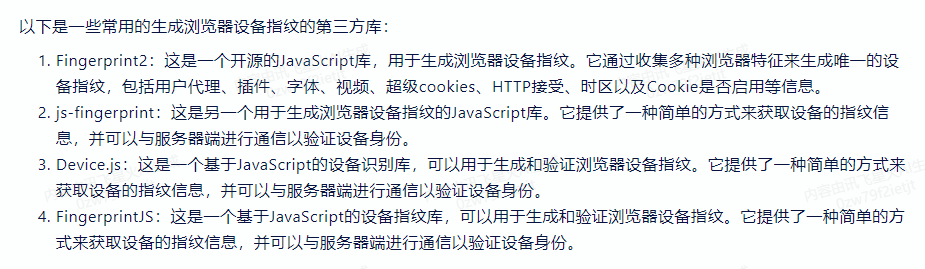 以下是一些常用的生成浏览器设备指纹的第三方库：
1. Fingerprint2：这是一个开源的JavaScript库，用于生成浏览器设备指纹。它通过收集多种浏览器特征来生成唯一的设
备指纹，包括用户代理、插件、字体、视频、超级cookies、HTTP接受、时区以及Cookie是否启用等信息。
2. js-fingerprint：这是另一个用于生成浏览器设备指纹的JavaScript库。它提供了一种简单的方式来获取设备的指纹信
息，并可以与服务器端进行通信以验证设备身份。
3. Device.js：这是一个基于JavaScript的设备识别库，可以用于生成和验证浏览器设备指纹。它提供了一种简单的方式来
获取设备的指纹信息，并可以与服务器端进行通信以验证设备身份。
4. FingerprintJS：这是一个基于JavaScript的设备指纹库，可以用于生成和验证浏览器设备指纹。它提供了一种简单的方
式来获取设备的指纹信息，并可以与服务器端进行通信以验证设备身份。